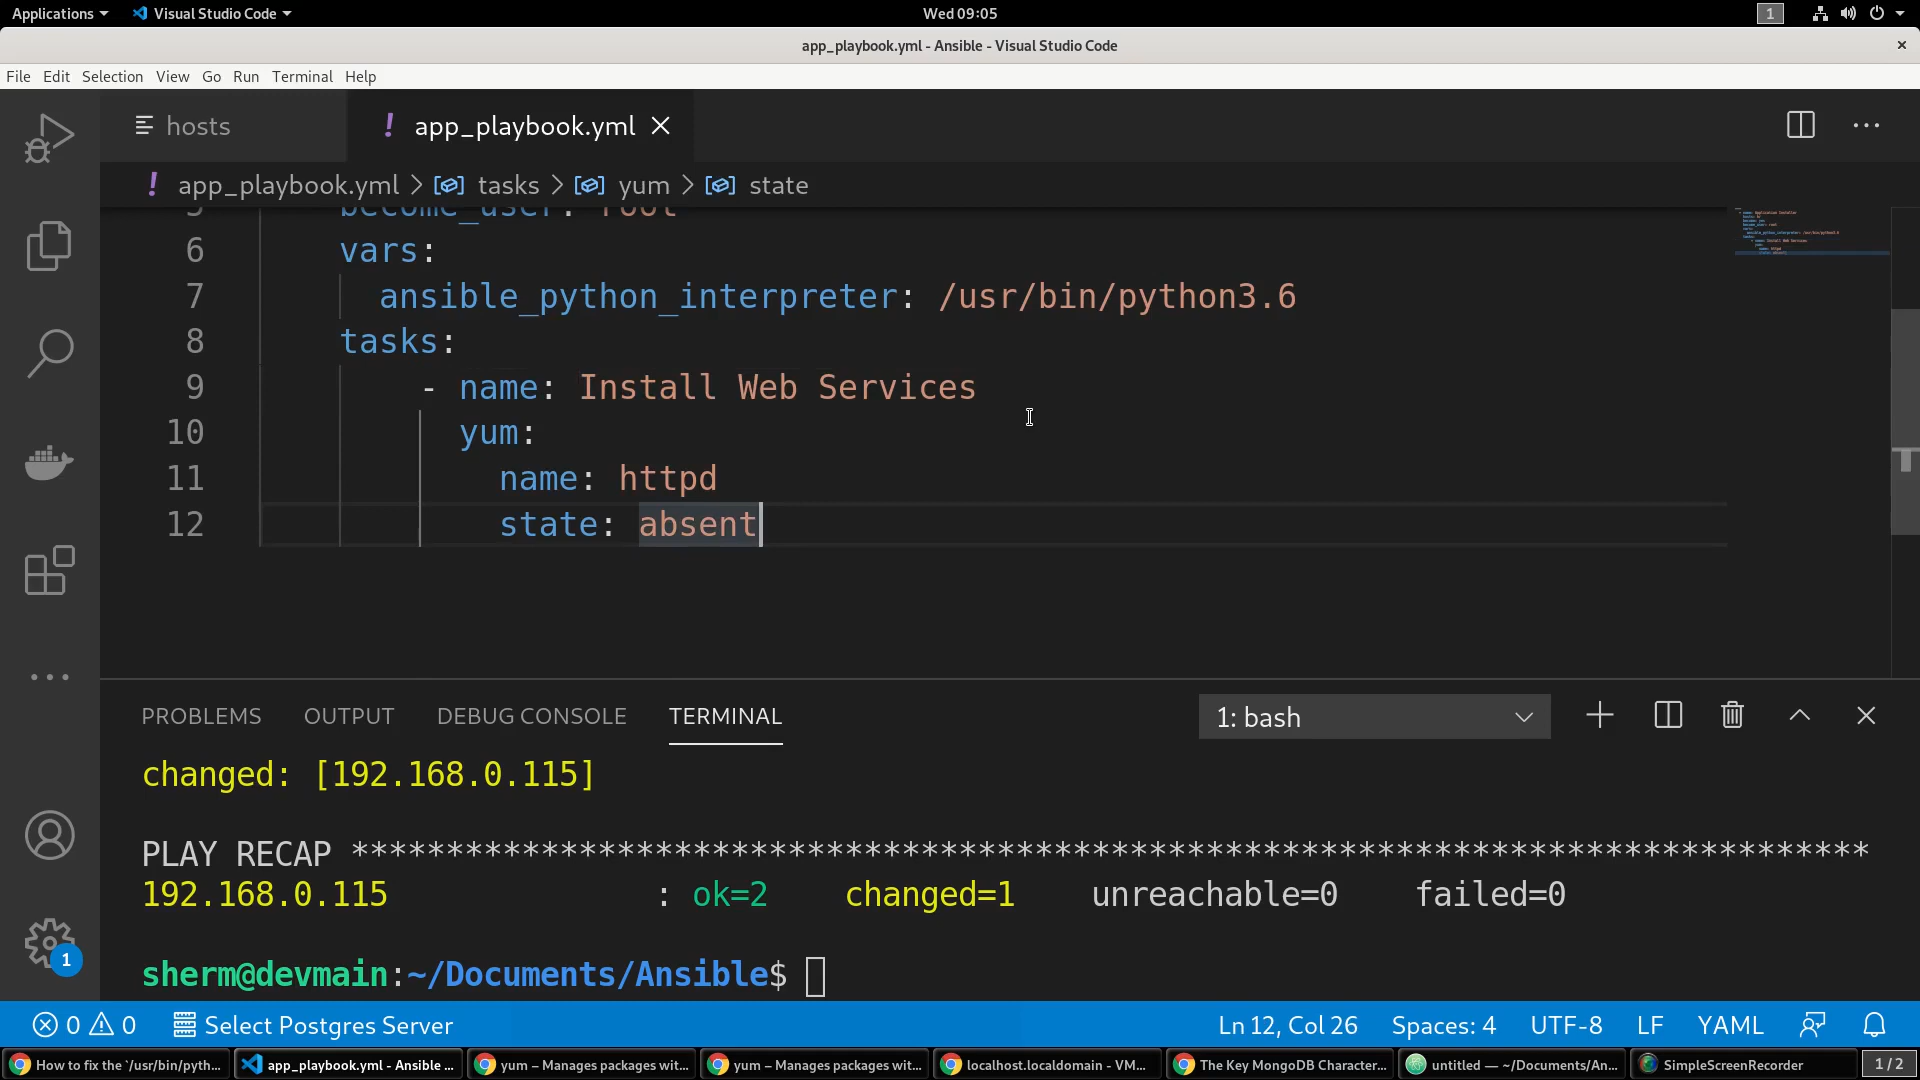 Applications Visual Studio Code Wed 09:05 1
app_playbook.yml - Ansible - Visual Studio Code
File Edit Selection View Go Run Terminal Help
hosts ! app_playbook.yml
! app_playbook.yml > tasks > yum > state
5 become_user: root
6 vars:
7 ansible_python_interpreter: /usr/bin/python3.6
8 tasks:
9 - name: Install Web Services
10 yum:
11 name: httpd
12 state: absent
PROBLEMS OUTPUT DEBUG CONSOLE TERMINAL 1: bash
changed: [192.168.0.115]
PLAY RECAP ********************************************************************************
192.168.0.115 : ok=2 changed=1 unreachable=0 failed=0
1
sherm@devmain:~/Documents/Ansible$
0 0 Select Postgres Server Ln 12, Col 26 Spaces: 4 UTF-8 LF YAML
How to fix the `/usr/bin/pyth... app_playbook.yml - Ansible ... yum – Manages packages wit... yum – Manages packages wit... localhost.localdomain - VM... The Key MongoDB Character... untitled — ~/Documents/An... SimpleScreenRecorder 1 / 2